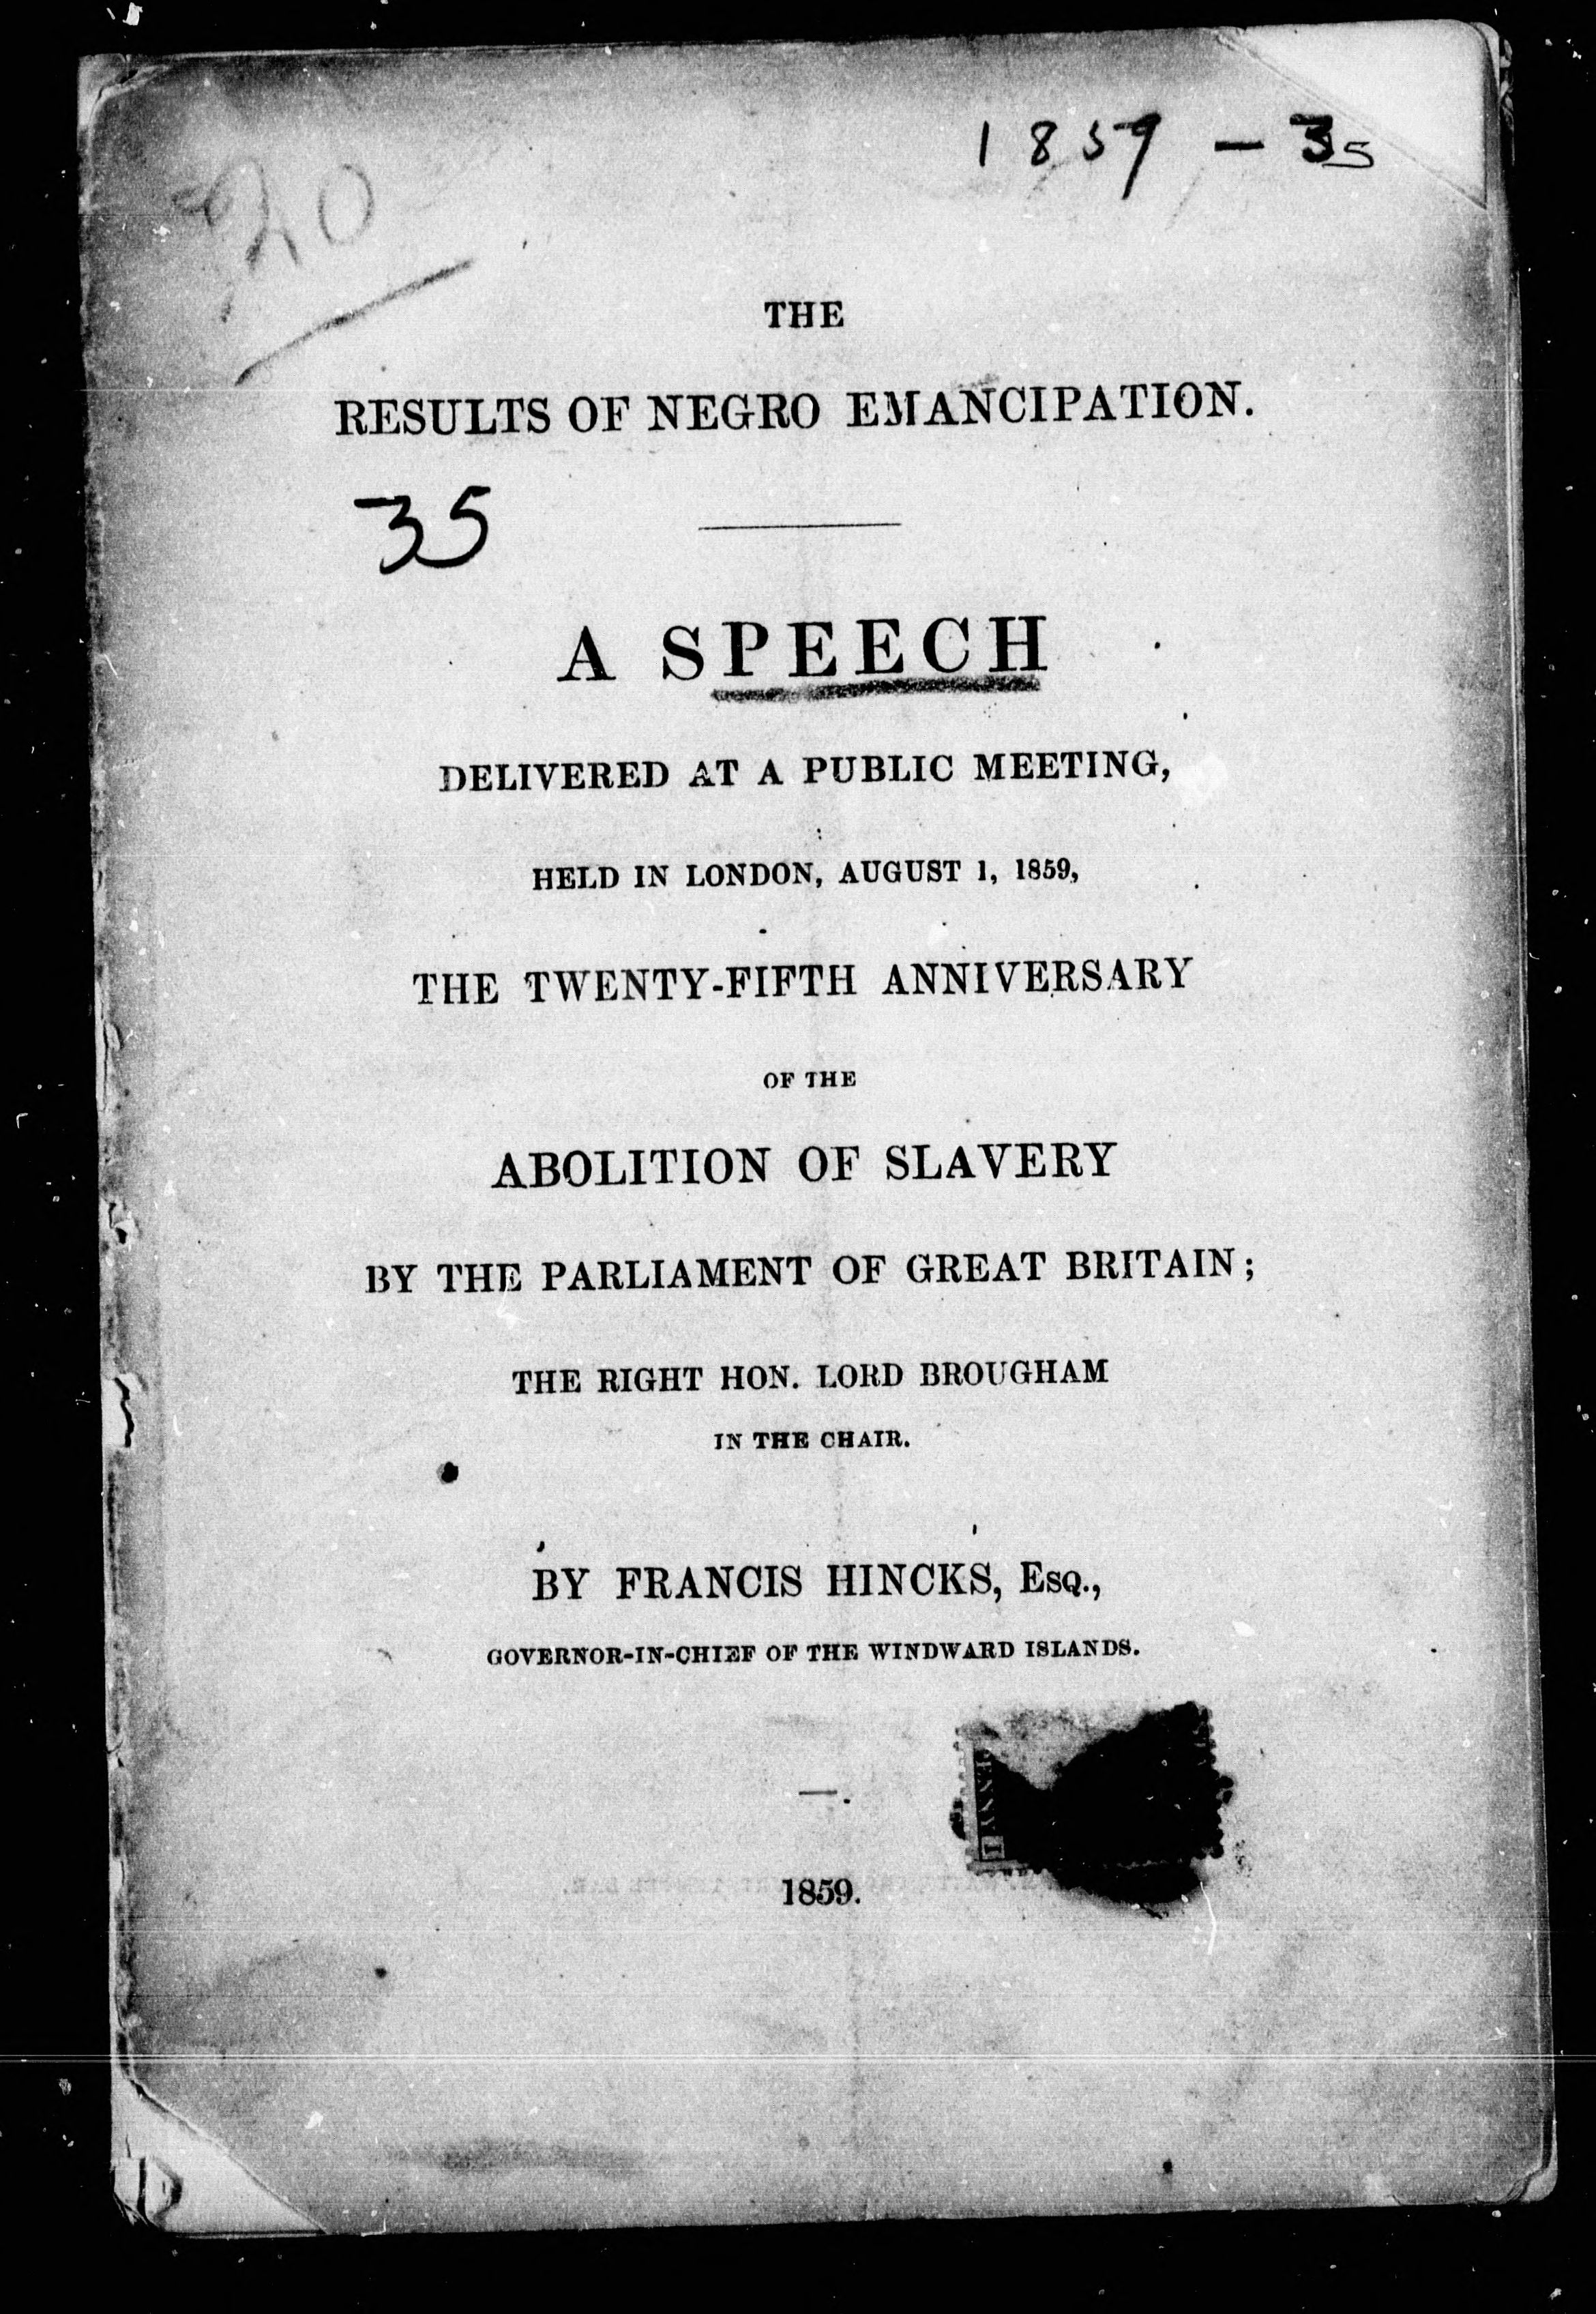 1859 - 35
20
THE
RESULTS OF NEGRO EMANCIPATION.
35
A SPEECH
DELIVERED AT A PUBLIC MEETING,
HELD IN LONDON, AUGUST 1, 1859,
THE TWENTY-FIFTH ANNIVERSARY
OF THE
ABOLITION OF SLAVERY
BY THE PARLIAMENT OF GREAT BRITAIN;
THE RIGHT HON. LORD BROUGHAM
IN THE CHAIR.
BY FRANCIS HINCKS, ESQ.,
GOVERNOR-IN-CHIEF OF THE WINDWARD ISLANDS.
1859.